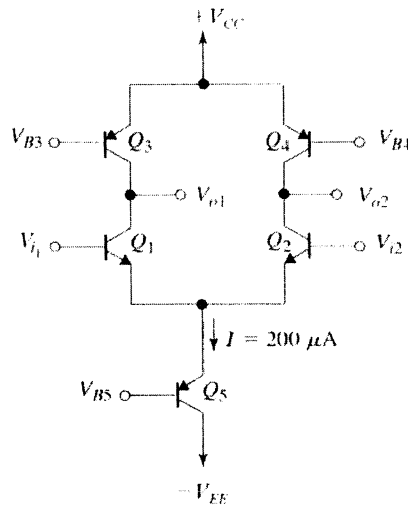 +V_CC
V_B3 Q_3 Q_4 V_B4
V_o1 V_o2
V_i1 Q_1 Q_2 V_i2
I = 200 μA
V_B5 Q_5
−V_EE